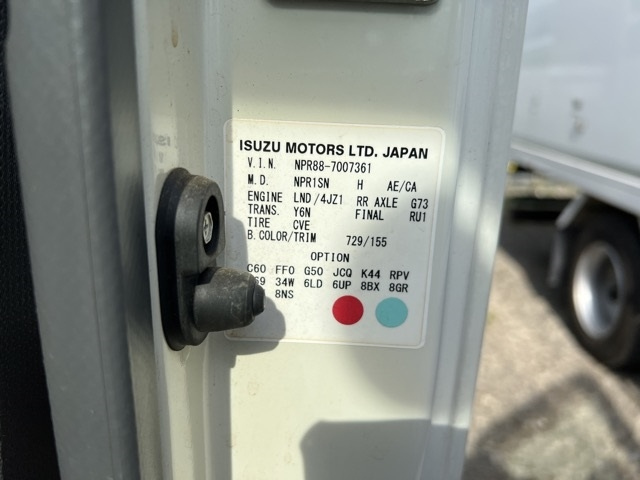 ISUZU MOTORS LTD. JAPAN
V.I.N. NPR88-7007361
M.D. NPR1SN H AE/CA
ENGINE LND/4JZ1 RR AXLE G73
TRANS. Y6N FINAL RU1
TIRE CVE
B.COLOR/TRIM 729/155
OPTION
C60 FF0 G50 JCQ K44 RPV
34W 6LD 6UP 8BX 8GR
8NS